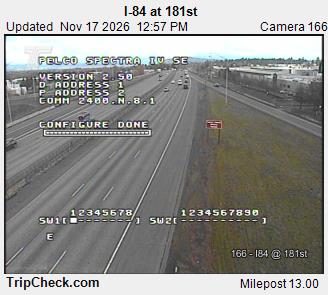 I-84 at 181st
Updated Nov 17 2026 12:57 PM Camera 166
PELCO SPECTRA IV SE
VERSION 2.50
D ADDRESS 1
P ADDRESS 2
COMM 2400.N.8.1
CONFIGURE DONE
12345678 1234567890
SW1[ ] SW2[ ]
E
166 - I84 @ 181st
TripCheck.com Milepost 13.00